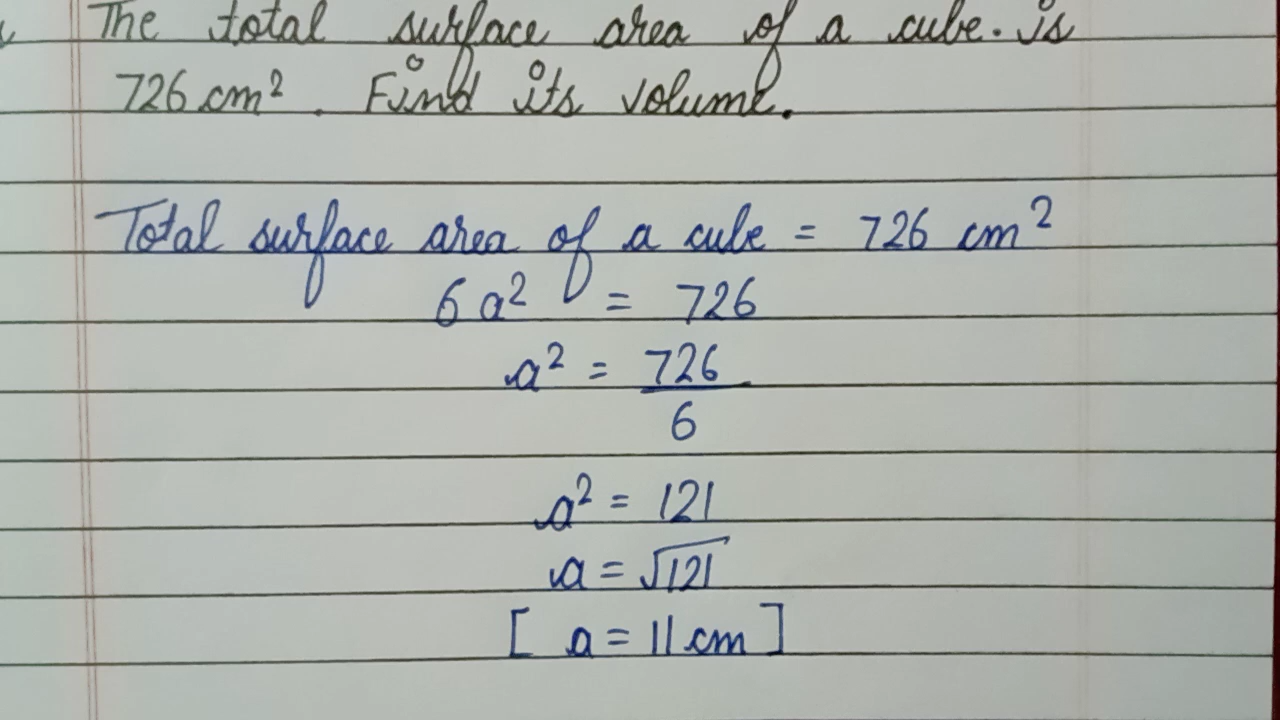 The total surface area of a cube. is
726 cm². Find its volume.
Total surface area of a cube = 726 cm²
6a² = 726
a² = 726
6
a² = 121
a = √121
[ a = 11 cm ]